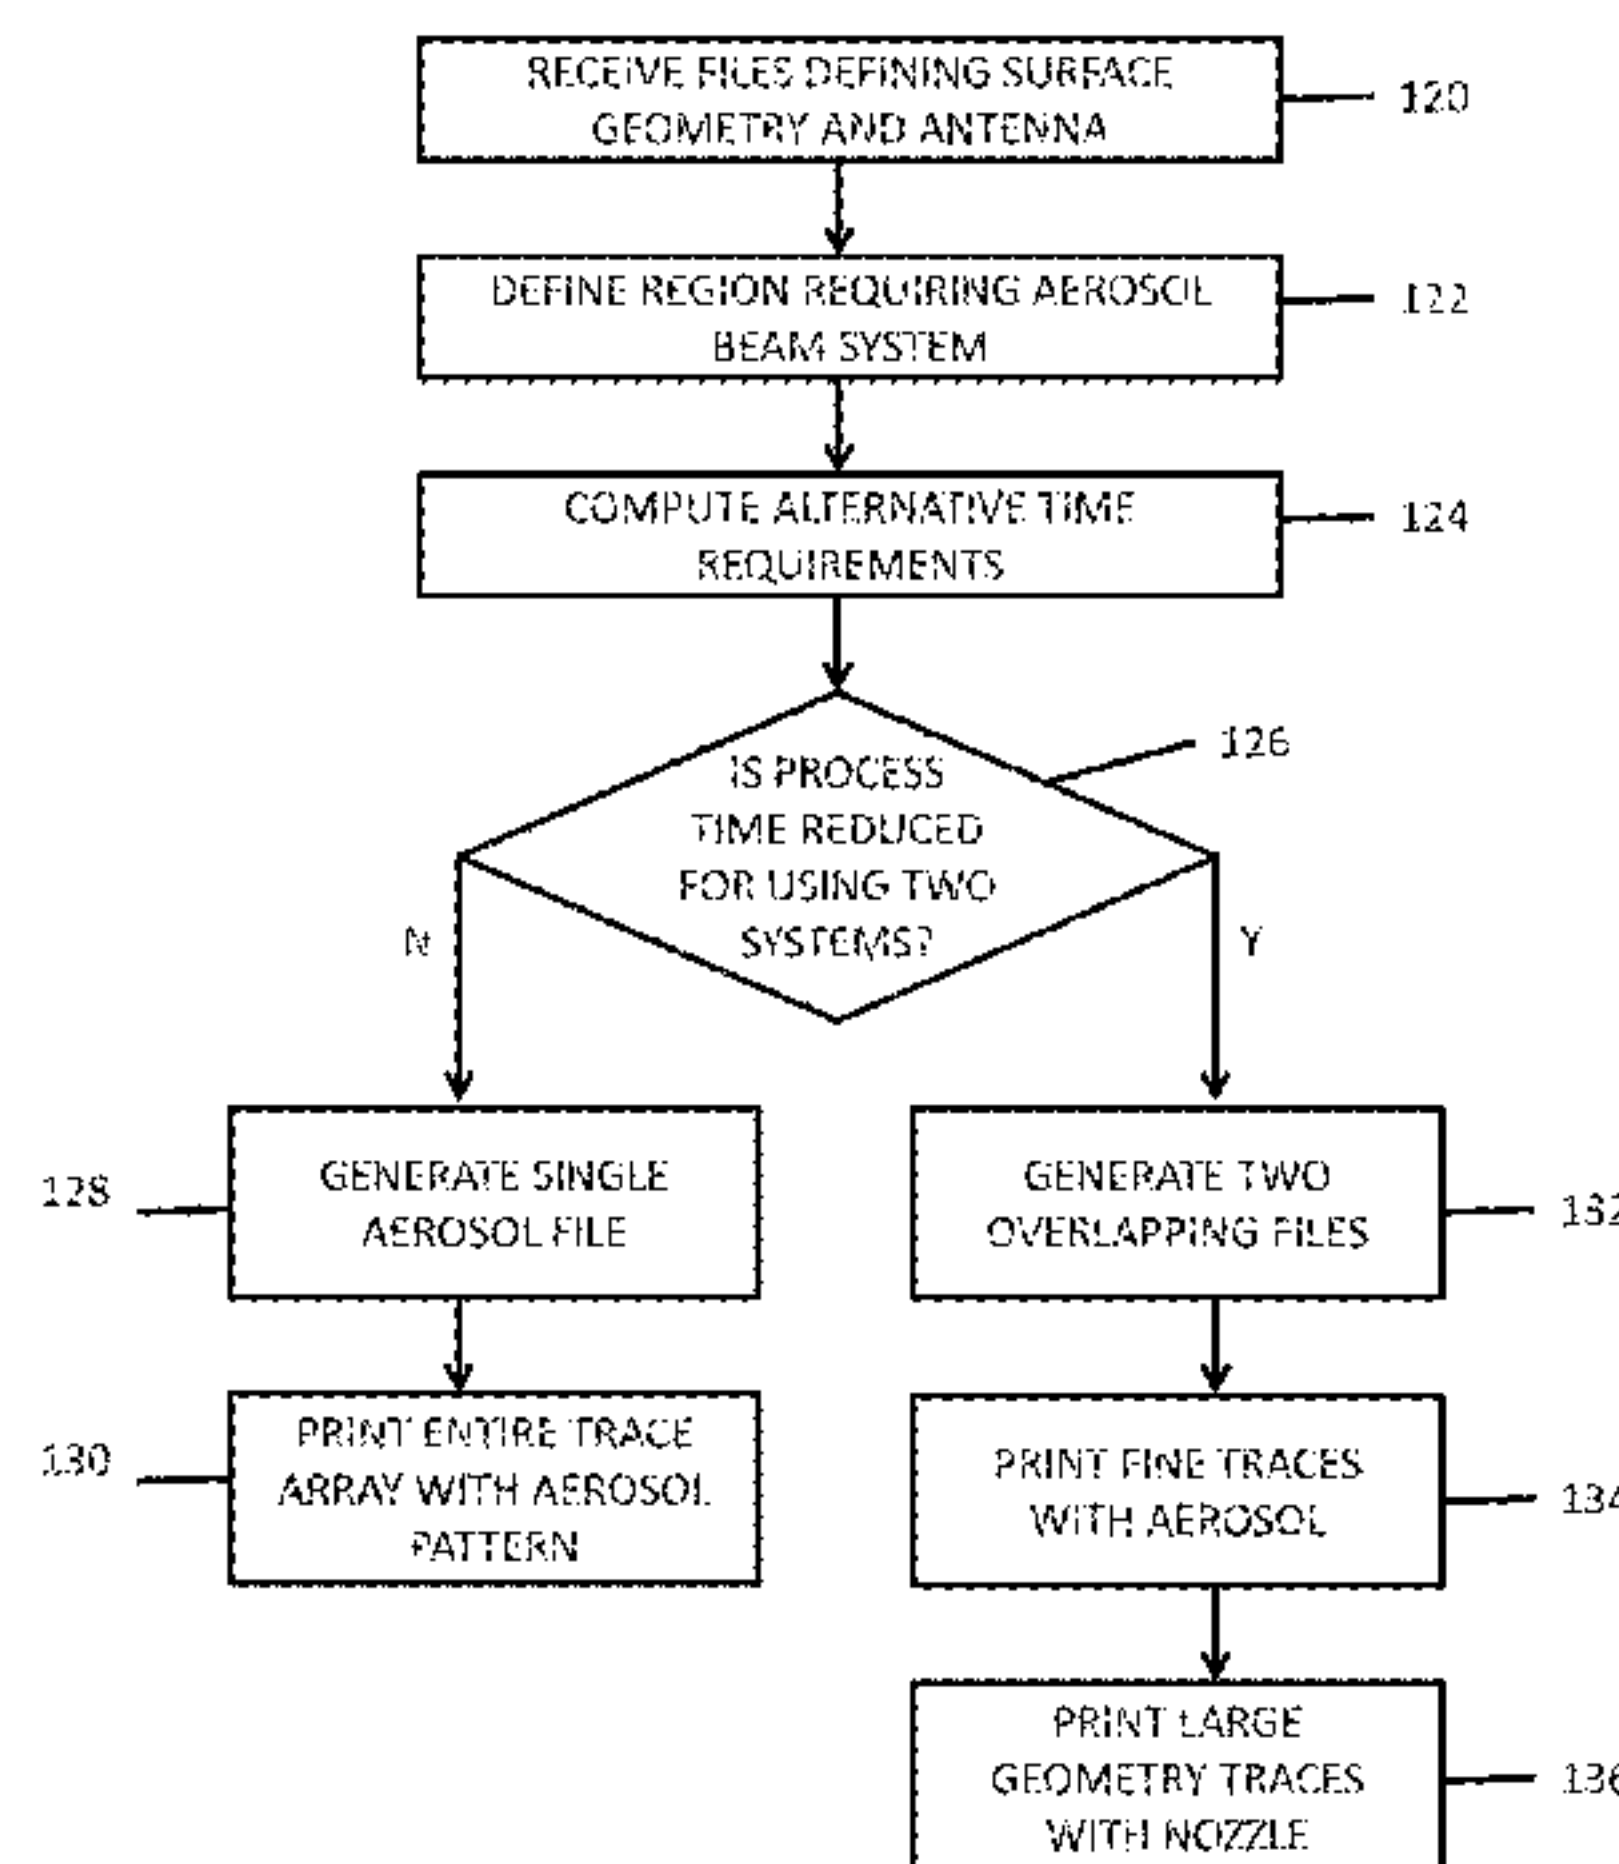 RECEIVE FILES DEFINING SURFACE
GEOMETRY AND ANTENNA
120
DEFINE REGION REQUIRING AEROSOL
BEAM SYSTEM
122
COMPUTE ALTERNATIVE TIME
REQUIREMENTS
124
IS PROCESS
TIME REDUCED
FOR USING TWO
SYSTEMS?
126
N
Y
128
GENERATE SINGLE
AEROSOL FILE
GENERATE TWO
OVERLAPPING FILES
132
130
PRINT ENTIRE TRACE
ARRAY WITH AEROSOL
PATTERN
PRINT FINE TRACES
WITH AEROSOL
134
PRINT LARGE
GEOMETRY TRACES
WITH NOZZLE
136